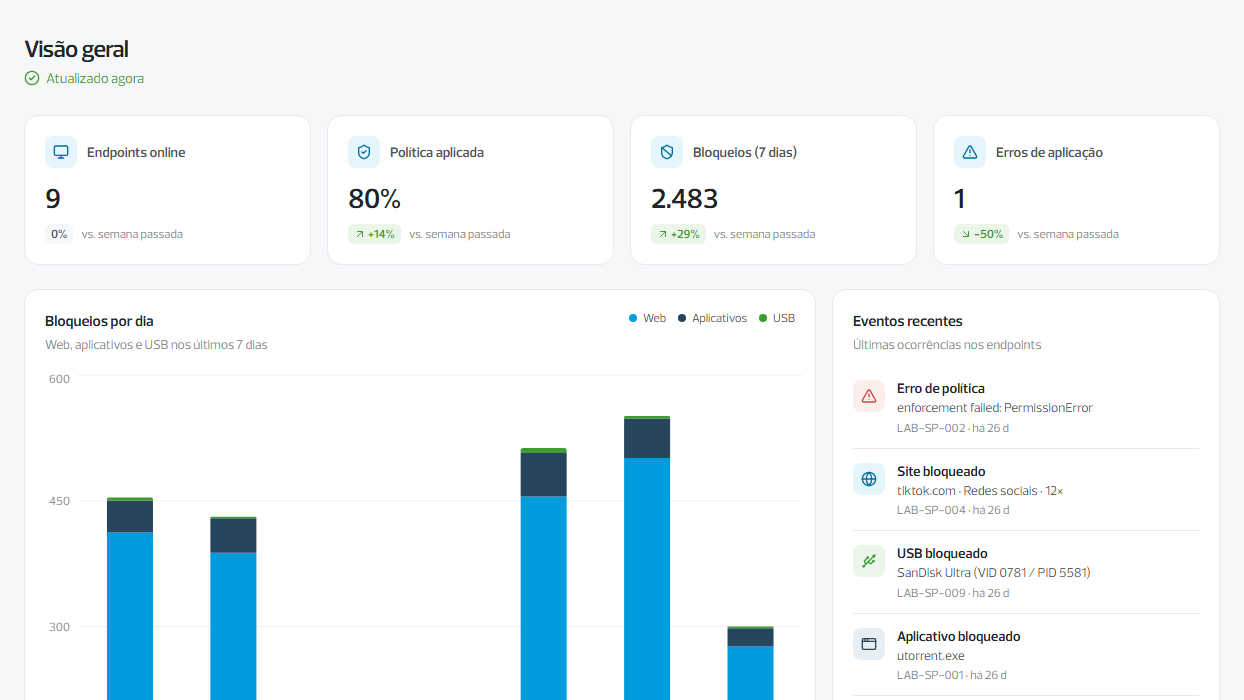 Visão geral
Atualizado agora
Endpoints online
9
0% vs. semana passada
Política aplicada
80%
+14% vs. semana passada
Bloqueios (7 dias)
2.483
+29% vs. semana passada
Erros de aplicação
1
-50% vs. semana passada
Bloqueios por dia
Web, aplicativos e USB nos últimos 7 dias
Web Aplicativos USB
600
450
300
Eventos recentes
Últimas ocorrências nos endpoints
Erro de política
enforcement failed: PermissionError
LAB-SP-002 · há 26 d
Site bloqueado
tiktok.com · Redes sociais · 12×
LAB-SP-004 · há 26 d
USB bloqueado
SanDisk Ultra (VID 0781 / PID 5581)
LAB-SP-009 · há 26 d
Aplicativo bloqueado
utorrent.exe
LAB-SP-001 · há 26 d